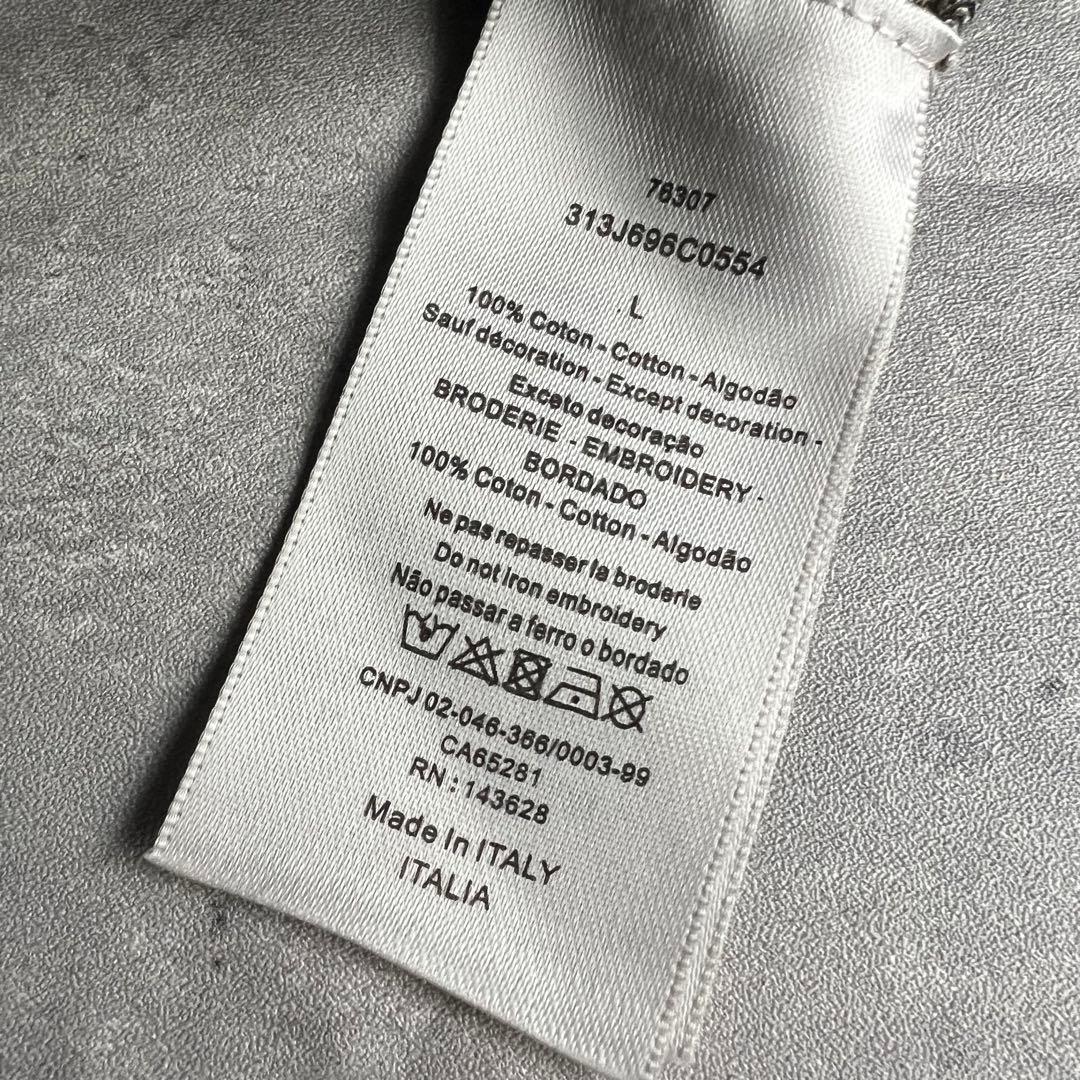 76307
313J696C0554
L
100% Coton - Cotton - Algodão
Sauf décoration - Except decoration -
Exceto decoração
BRODERIE - EMBROIDERY -
BORDADO
100% Coton - Cotton - Algodão
Ne pas repasser la broderie
Do not Iron embroidery
Não passar a ferro o bordado
CNPJ 02-046-366/0003-99
CA65281
RN : 143628
Made In ITALY
ITALIA